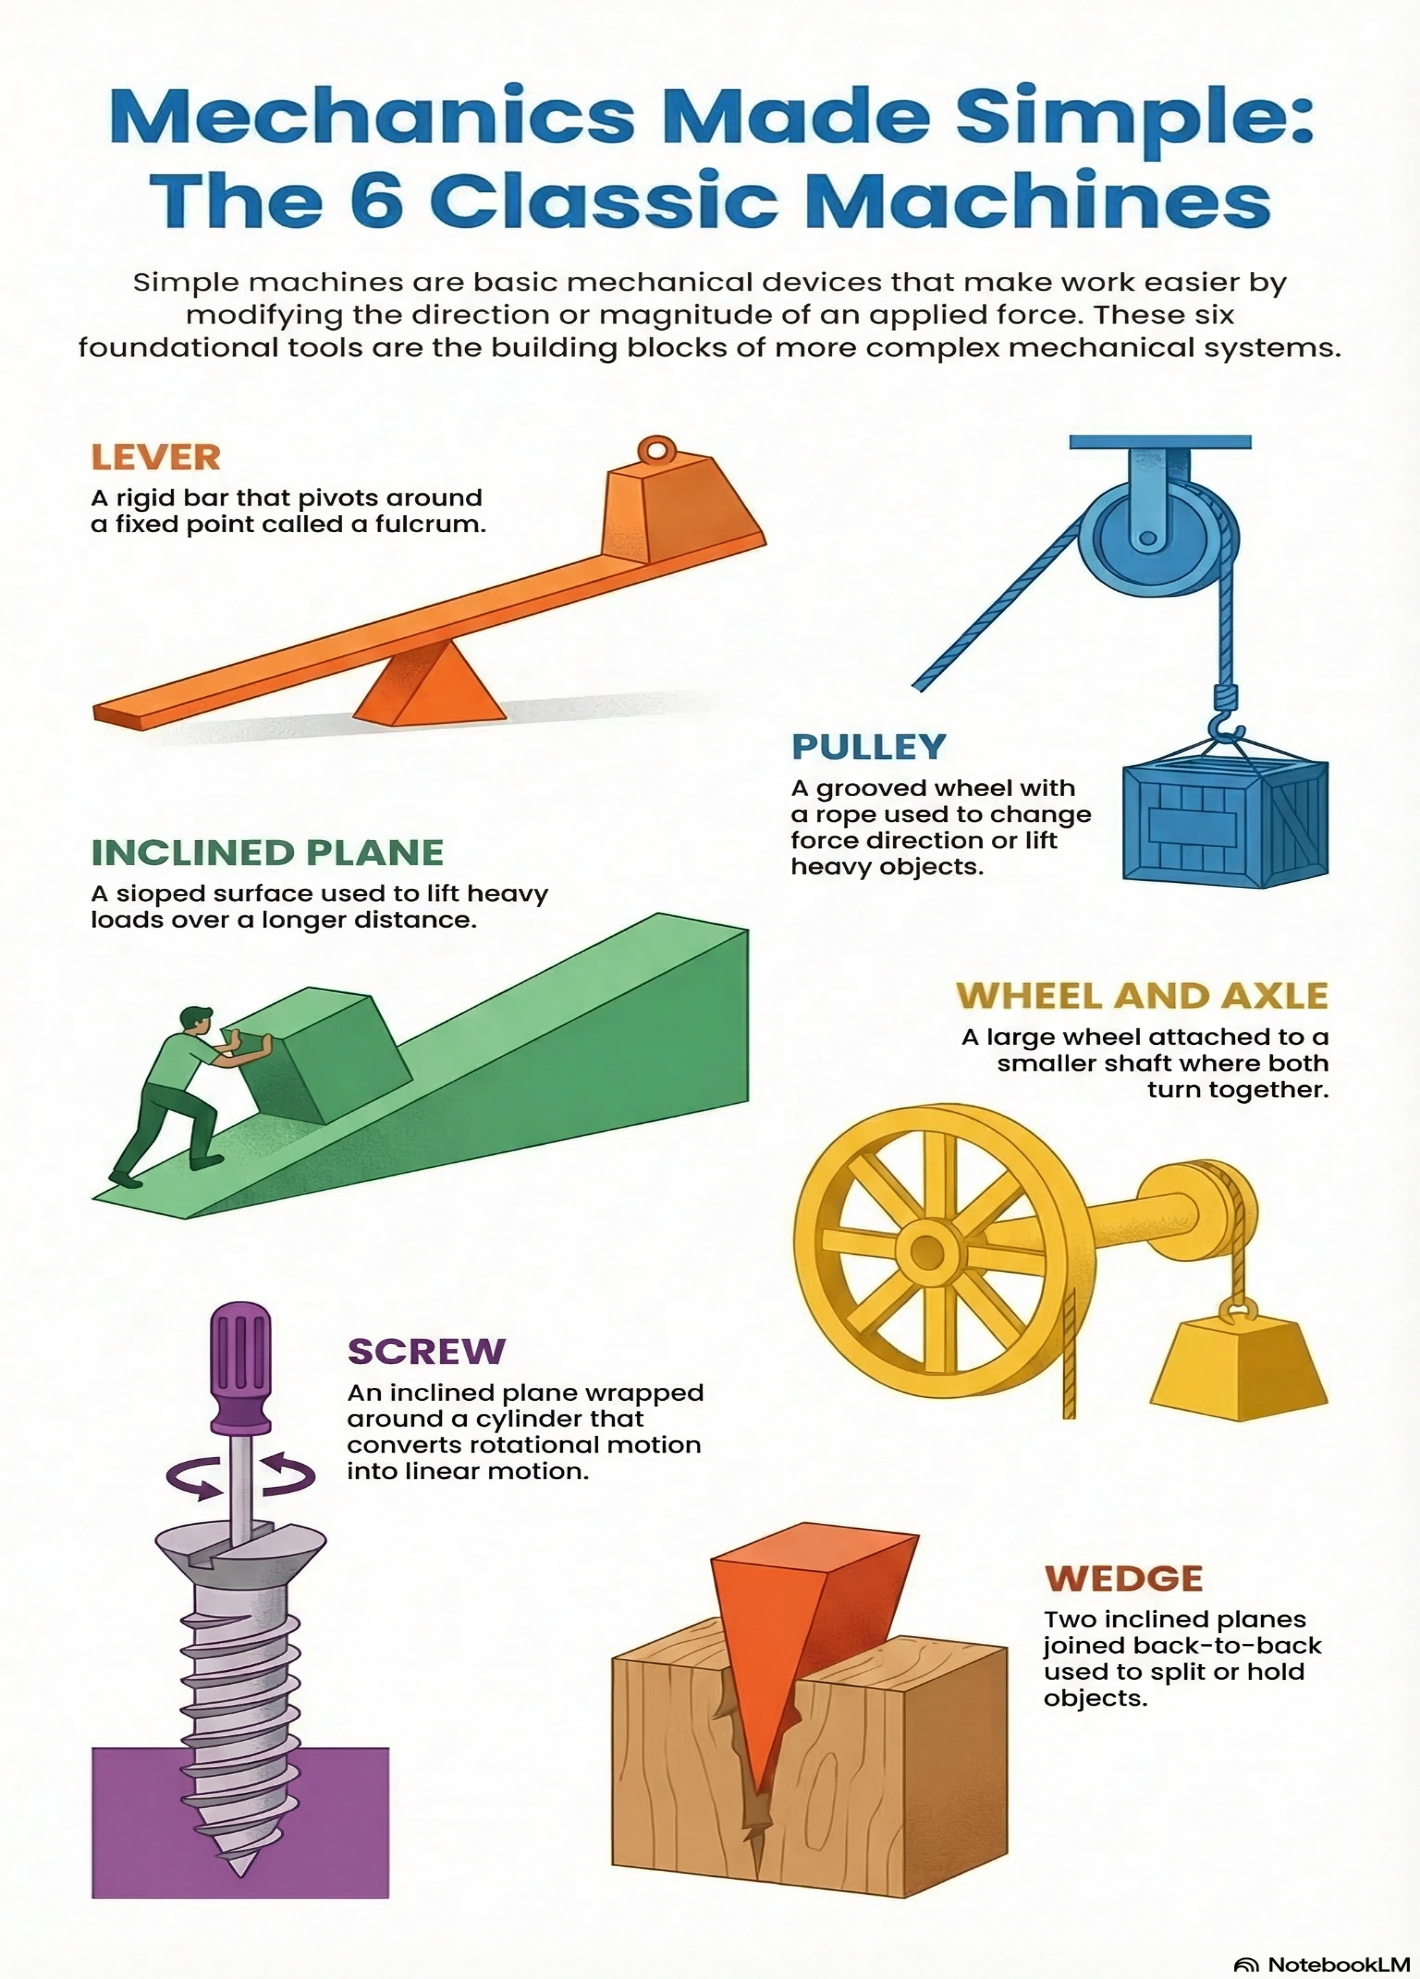 Mechanics Made Simple:
The 6 Classic Machines
Simple machines are basic mechanical devices that make work easier by
modifying the direction or magnitude of an applied force. These six
foundational tools are the building blocks of more complex mechanical systems.
LEVER
A rigid bar that pivots around
a fixed point called a fulcrum.
PULLEY
A grooved wheel with
a rope used to change
force direction or lift
heavy objects.
INCLINED PLANE
A sioped surface used to lift heavy
loads over a longer distance.
WHEEL AND AXLE
A large wheel attached to a
smaller shaft where both
turn together.
SCREW
An inclined plane wrapped
around a cylinder that
converts rotational motion
into linear motion.
WEDGE
Two inclined planes
joined back-to-back
used to split or hold
objects.
NotebookLM